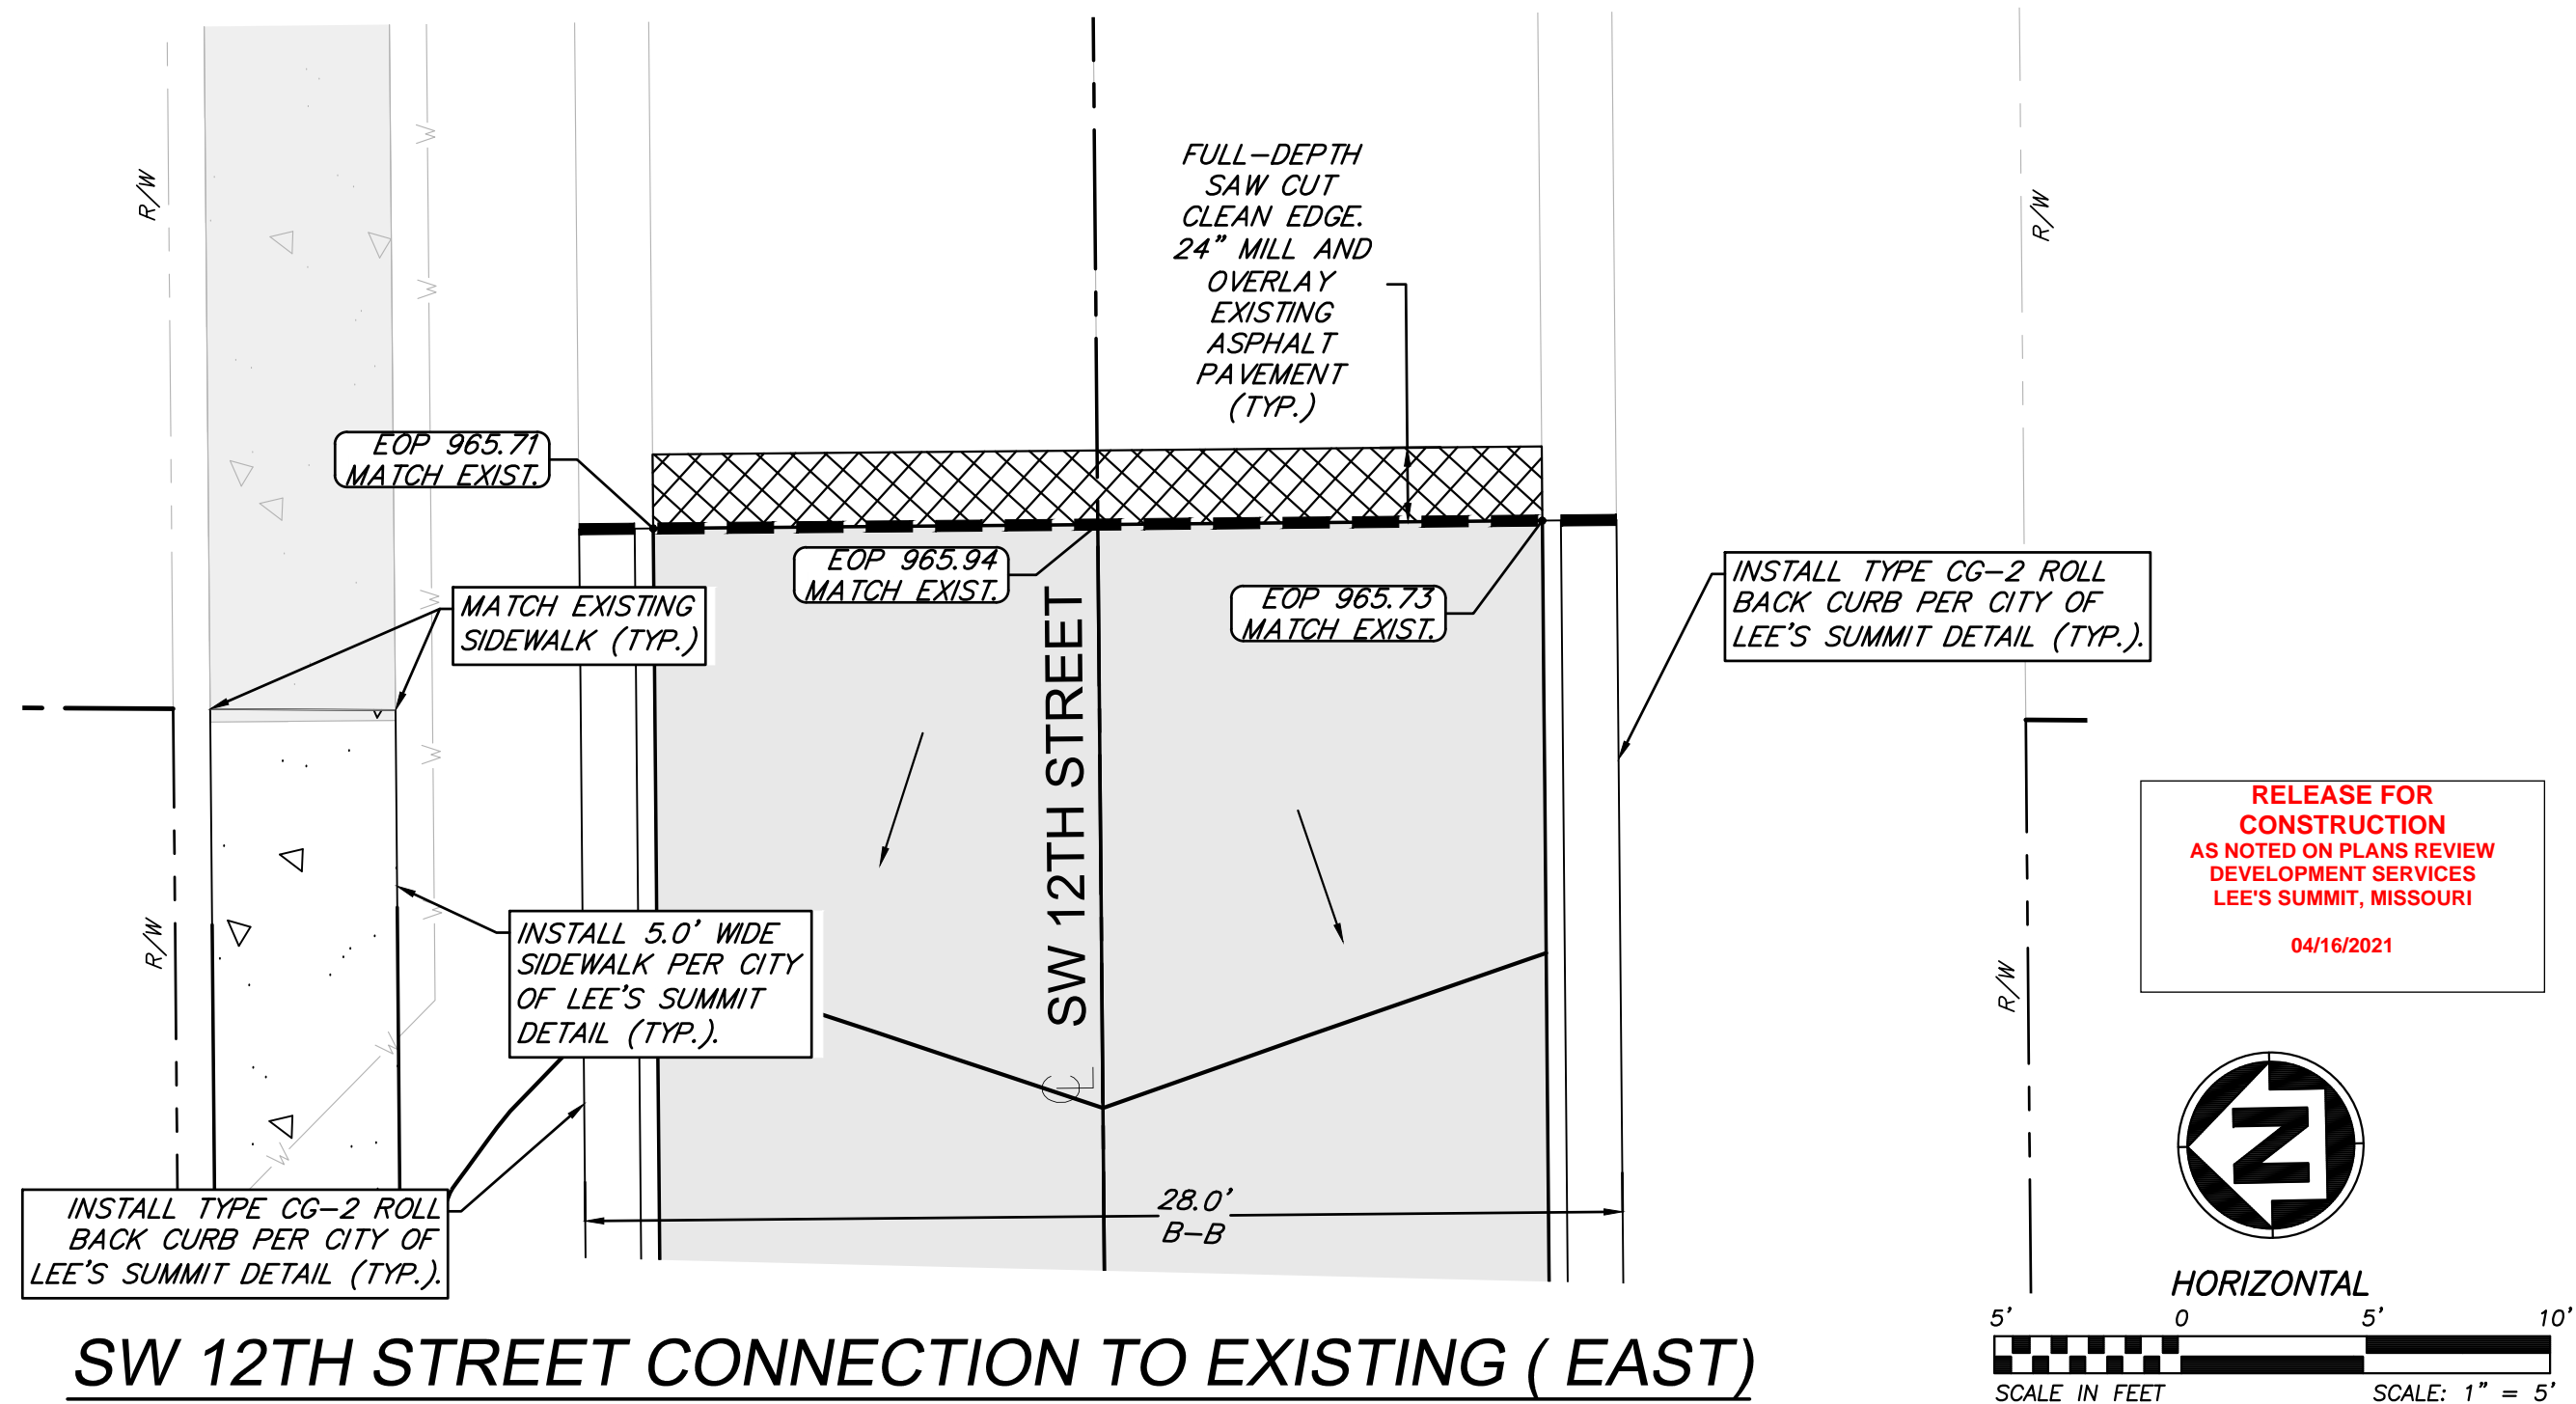 R/W
W
W
R/W
FULL-DEPTH
SAW CUT
CLEAN EDGE.
24" MILL AND
OVERLAY
EXISTING
ASPHALT
PAVEMENT
(TYP.)
EOP 965.71
MATCH EXIST.
EOP 965.94
MATCH EXIST.
EOP 965.73
MATCH EXIST.
INSTALL TYPE CG-2 ROLL
BACK CURB PER CITY OF
LEE'S SUMMIT DETAIL (TYP.).
W
MATCH EXISTING
SIDEWALK (TYP.)
W
SW 12TH STREET
RELEASE FOR
CONSTRUCTION
AS NOTED ON PLANS REVIEW
DEVELOPMENT SERVICES
LEE'S SUMMIT, MISSOURI
04/16/2021
R/W
W
INSTALL 5.0' WIDE
SIDEWALK PER CITY
OF LEE'S SUMMIT
DETAIL (TYP.).
R/W
W
CL
W
N
INSTALL TYPE CG-2 ROLL
BACK CURB PER CITY OF
LEE'S SUMMIT DETAIL (TYP.).
28.0'
B-B
HORIZONTAL
5' 0 5' 10'
SCALE IN FEET SCALE: 1" = 5'
SW 12TH STREET CONNECTION TO EXISTING ( EAST)